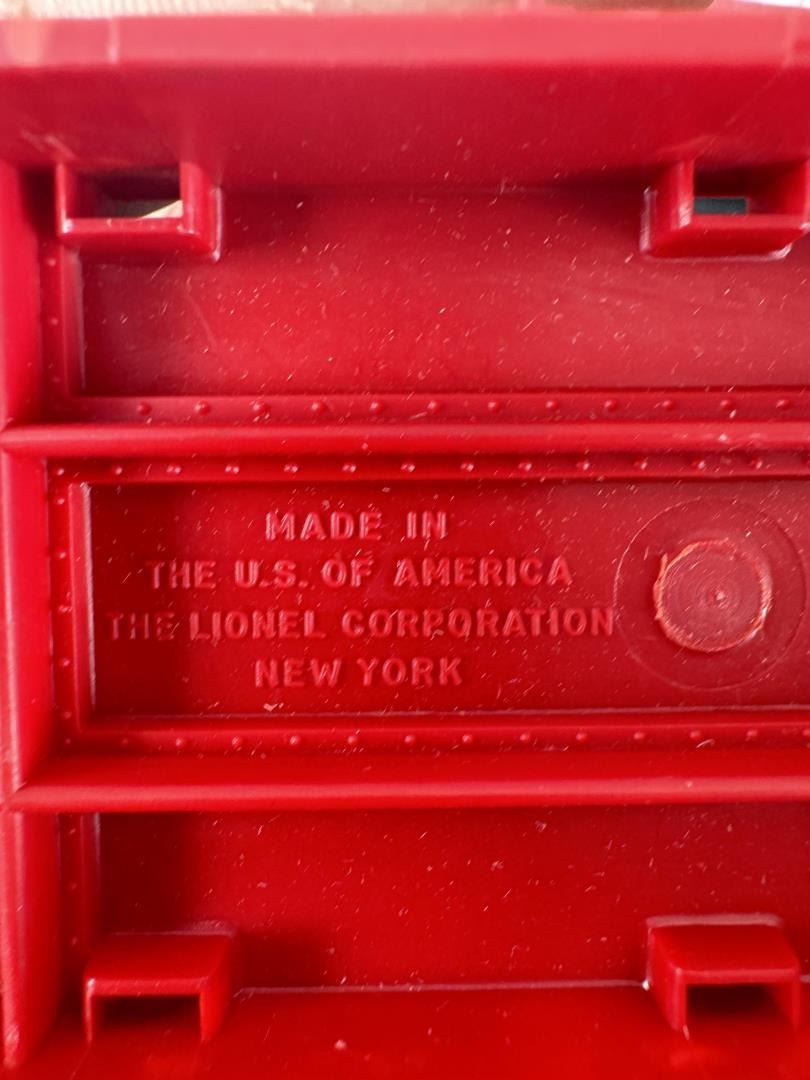 MADE IN
THE U.S. OF AMERICA
THE LIONEL CORPORATION
NEW YORK